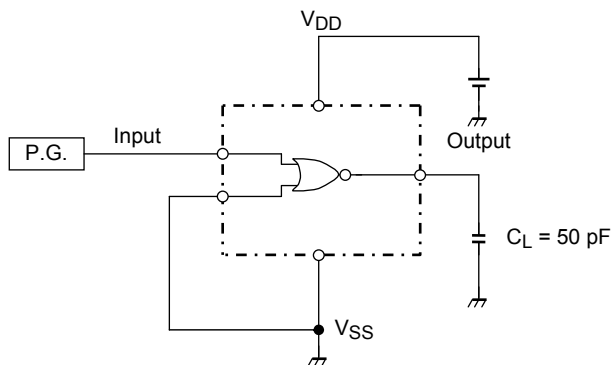 VDD
Input
P.G.
Output
CL = 50 pF
VSS